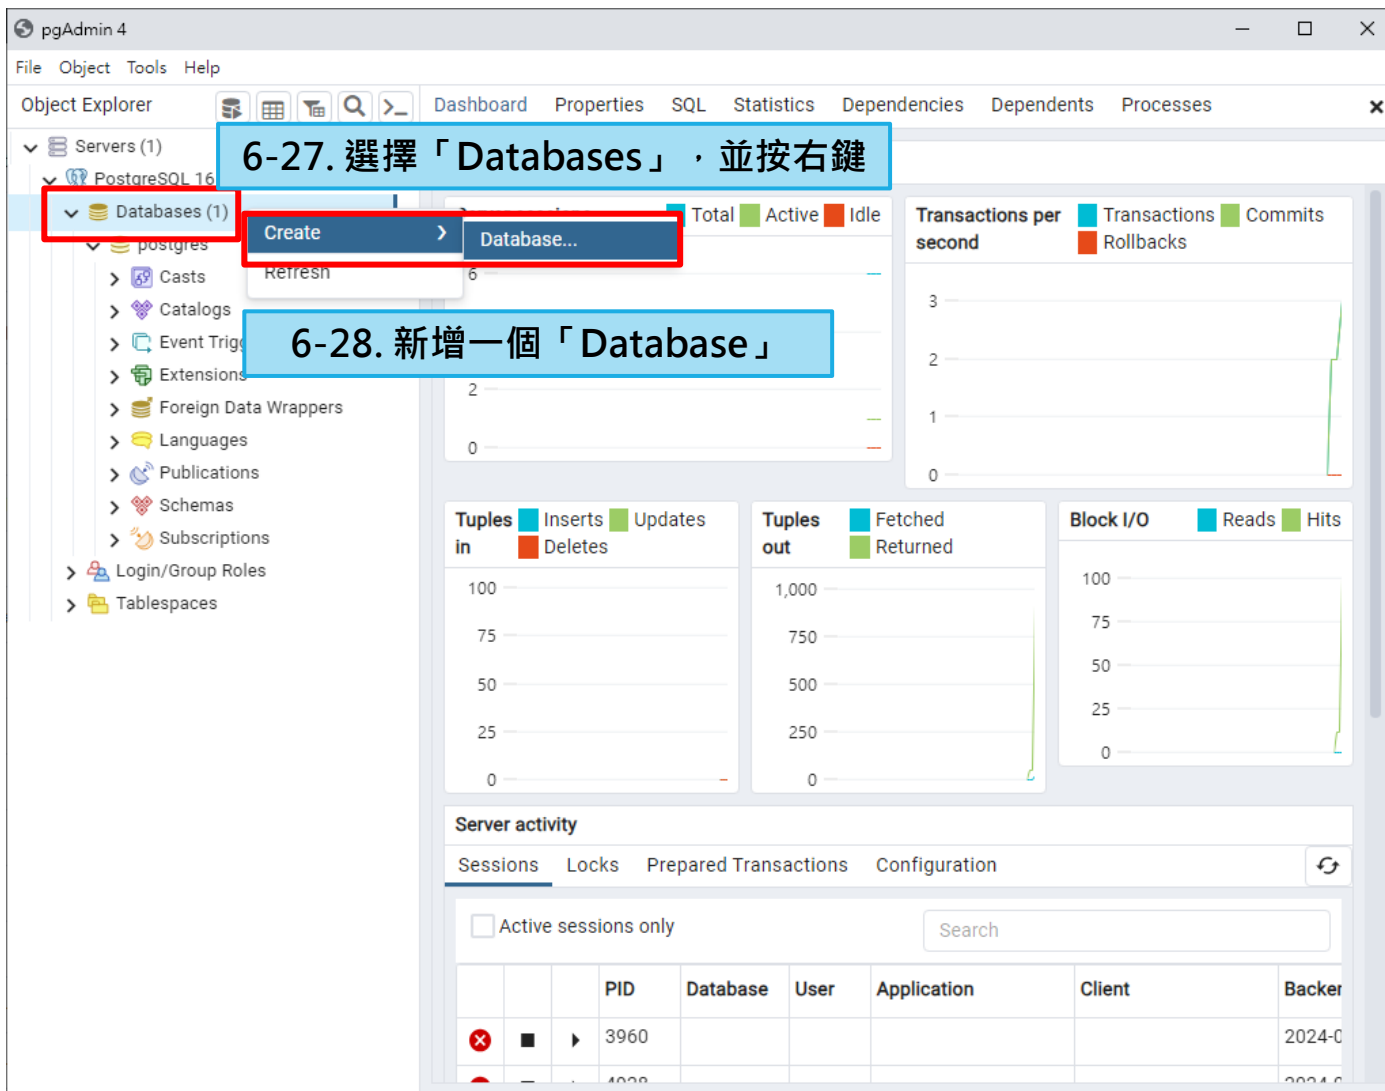 pgAdmin 4
File Object Tools Help
Object Explorer
Dashboard Properties SQL Statistics Dependencies Dependents Processes
Servers (1)
6-27. 選擇「Databases」，並按右鍵
PostgreSQL 16
Databases (1)
Create
Database...
Refresh
postgres
Casts
Catalogs
Event Trigg
Extensions
Foreign Data Wrappers
Languages
Publications
Schemas
Subscriptions
Login/Group Roles
Tablespaces
6-28. 新增一個「Database」
Total Active Idle
6
2
0
Transactions per second
Transactions Commits
Rollbacks
3
2
1
0
Tuples in
Inserts Updates
Deletes
100
75
50
25
0
Tuples out
Fetched
Returned
1,000
750
500
250
0
Block I/O
Reads Hits
100
75
50
25
0
Server activity
Sessions Locks Prepared Transactions Configuration
Active sessions only
Search
PID Database User Application Client Backer
3960 2024-0